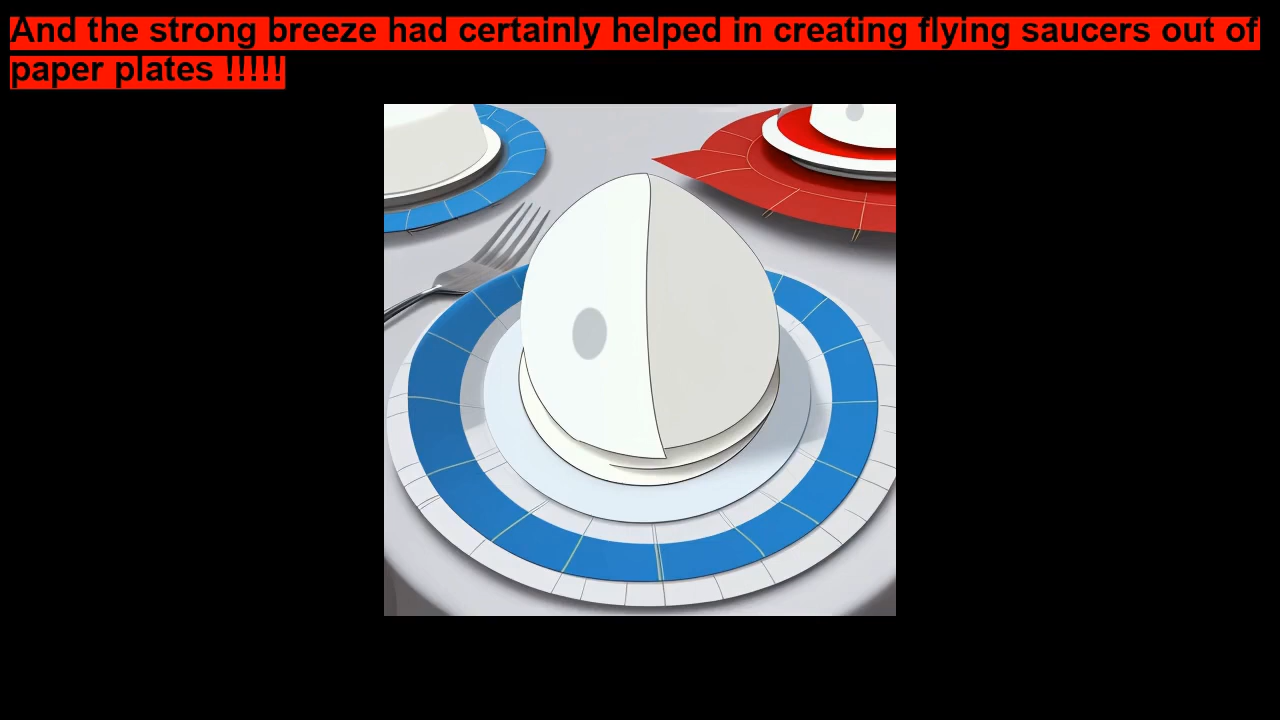 And the strong breeze had certainly helped in creating flying saucers out of
paper plates !!!!!